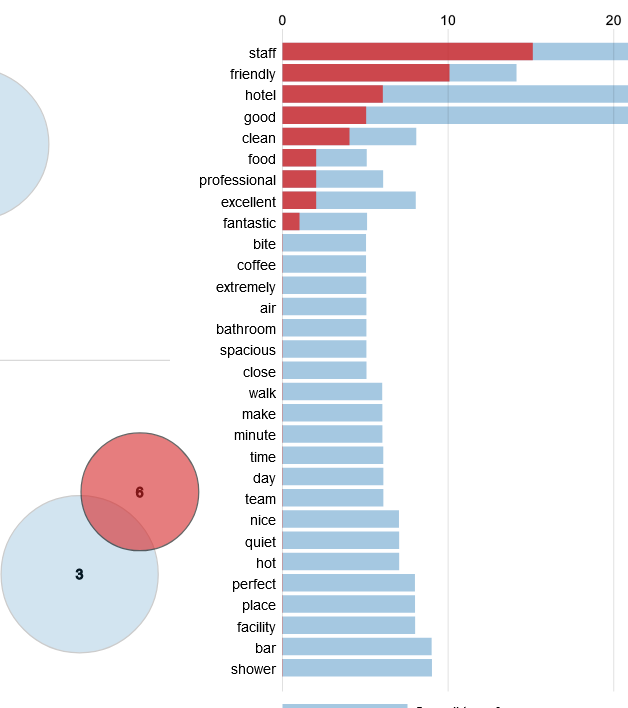 0 10 20
staff
friendly
hotel
good
clean
food
professional
excellent
fantastic
bite
coffee
extremely
air
bathroom
spacious
close
walk
make
minute
time
day
team
nice
quiet
hot
perfect
place
facility
bar
shower
6
3